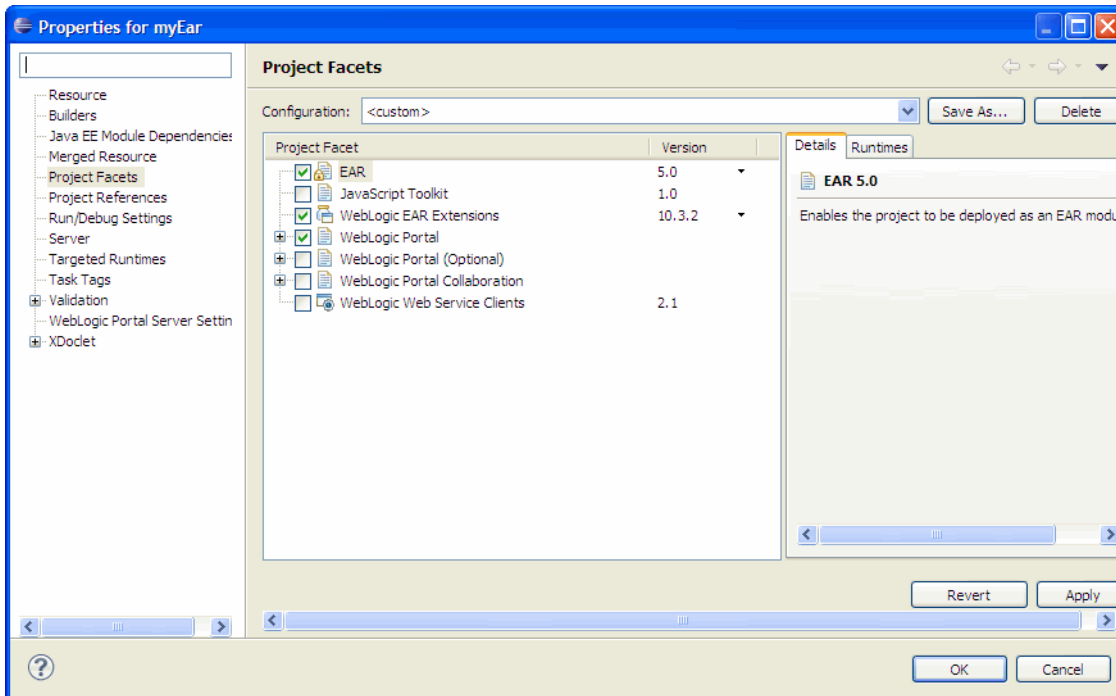 Properties for myEar
Project Facets
Resource
Builders
Java EE Module Dependencies
Merged Resource
Project Facets
Project References
Run/Debug Settings
Server
Targeted Runtimes
Task Tags
Validation
WebLogic Portal Server Settin
XDoclet
Configuration: <custom> Save As... Delete
Project Facet Version
EAR 5.0
JavaScript Toolkit 1.0
WebLogic EAR Extensions 10.3.2
WebLogic Portal
WebLogic Portal (Optional)
WebLogic Portal Collaboration
WebLogic Web Service Clients 2.1
Details Runtimes
EAR 5.0
Enables the project to be deployed as an EAR modu
Revert Apply
? OK Cancel